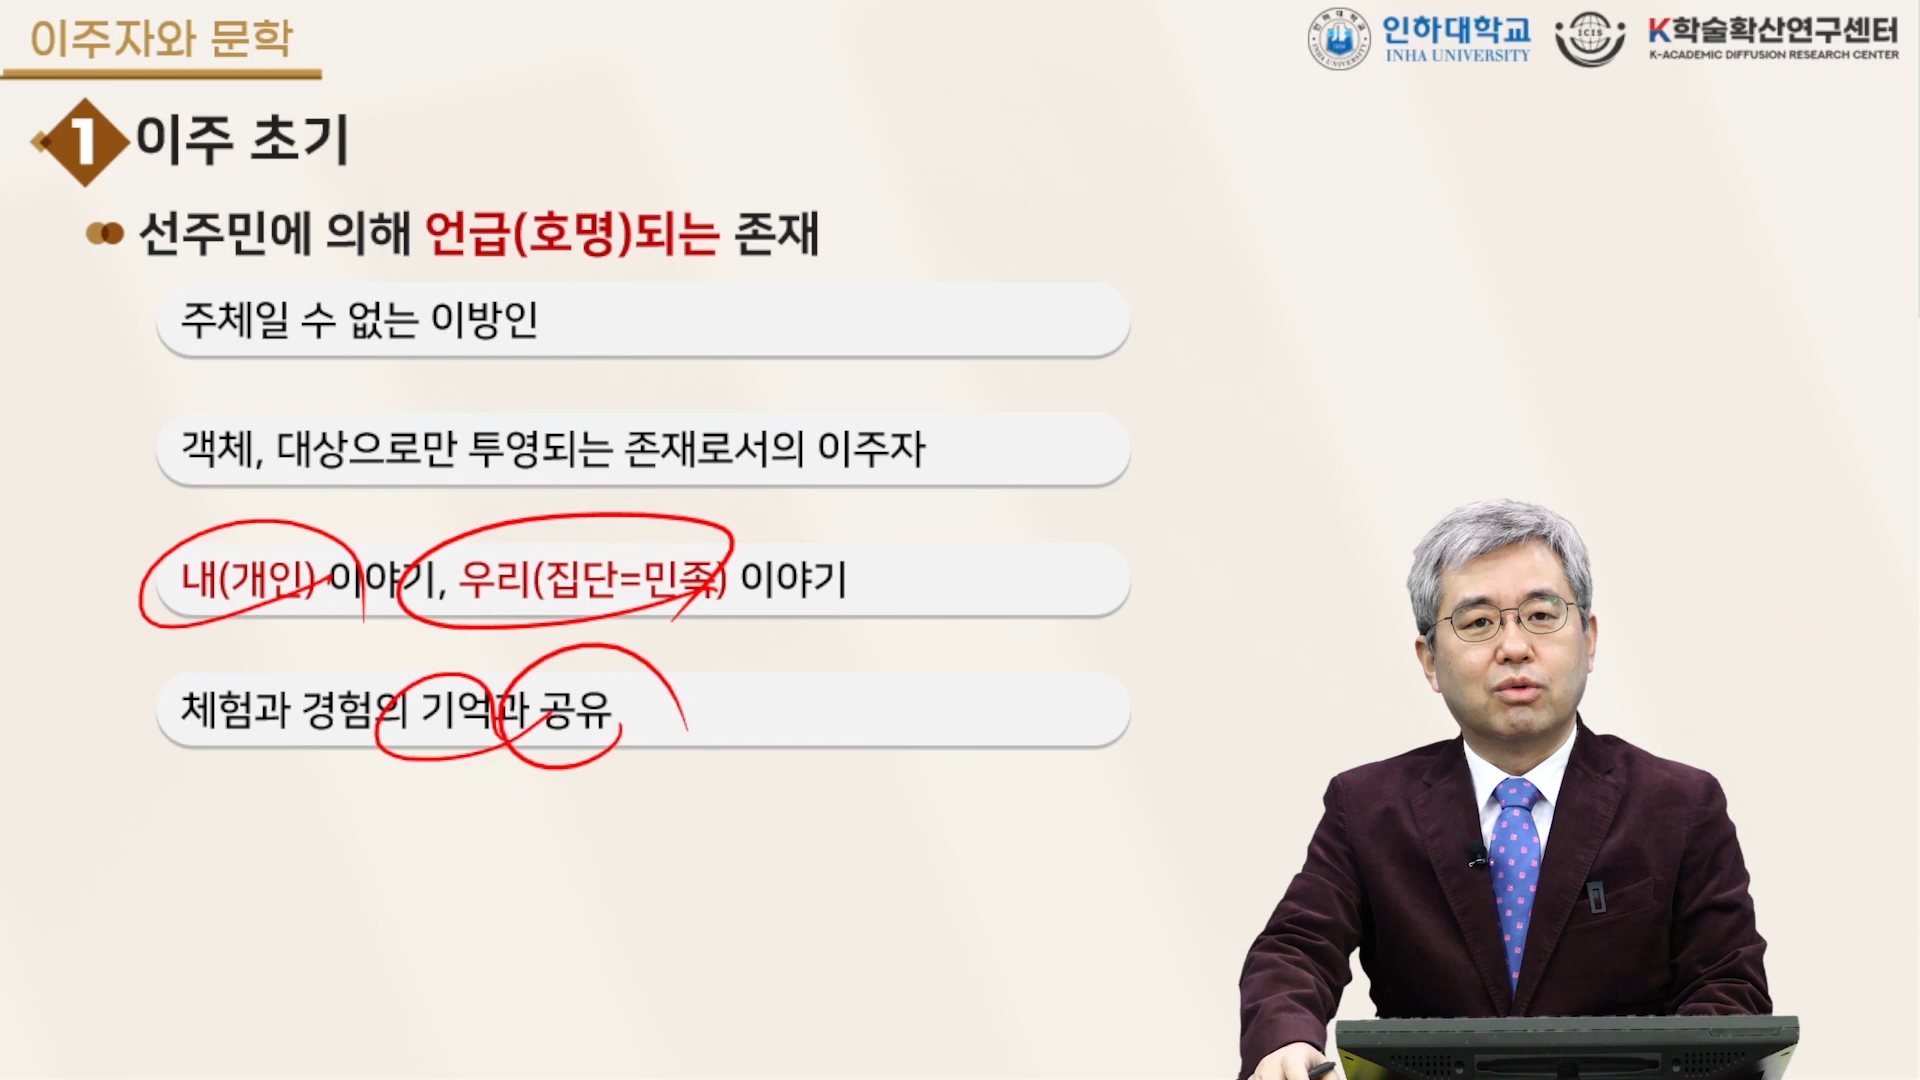 이주자와 문학
인하대학교
INHA UNIVERSITY
ICIS
K학술확산연구센터
K-ACADEMIC DIFFUSION RESEARCH CENTER
1 이주 초기
선주민에 의해 언급(호명)되는 존재
주체일 수 없는 이방인
객체, 대상으로만 투영되는 존재로서의 이주자
내(개인) 이야기, 우리(집단=민족) 이야기
체험과 경험의 기억과 공유